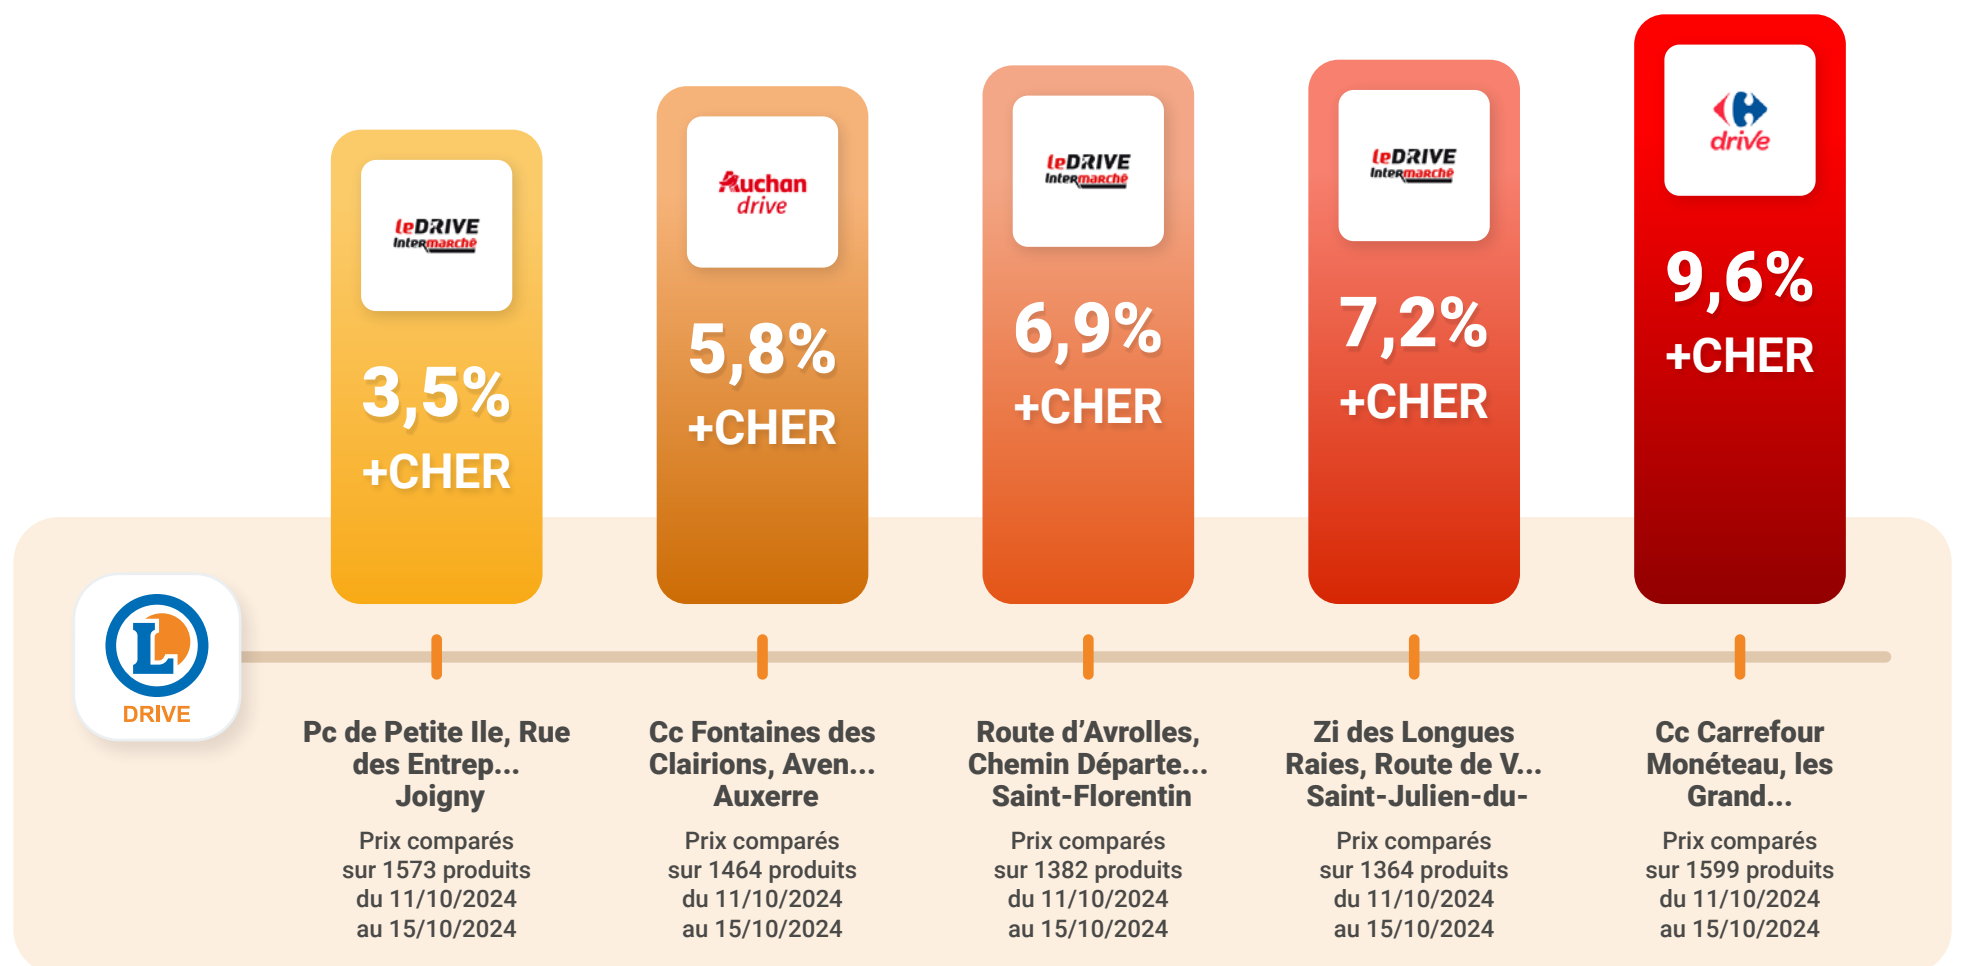 leDRIVE
Intermarché
3,5%
+CHER
Auchan
drive
5,8%
+CHER
leDRIVE
Intermarché
6,9%
+CHER
leDRIVE
Intermarché
7,2%
+CHER
drive
9,6%
+CHER
L
DRIVE
Pc de Petite Ile, Rue
des Entrep...
Joigny
Prix comparés
sur 1573 produits
du 11/10/2024
au 15/10/2024
Cc Fontaines des
Clairions, Aven...
Auxerre
Prix comparés
sur 1464 produits
du 11/10/2024
au 15/10/2024
Route d’Avrolles,
Chemin Départe...
Saint-Florentin
Prix comparés
sur 1382 produits
du 11/10/2024
au 15/10/2024
Zi des Longues
Raies, Route de V...
Saint-Julien-du-
Prix comparés
sur 1364 produits
du 11/10/2024
au 15/10/2024
Cc Carrefour
Monéteau, les
Grand...
Prix comparés
sur 1599 produits
du 11/10/2024
au 15/10/2024